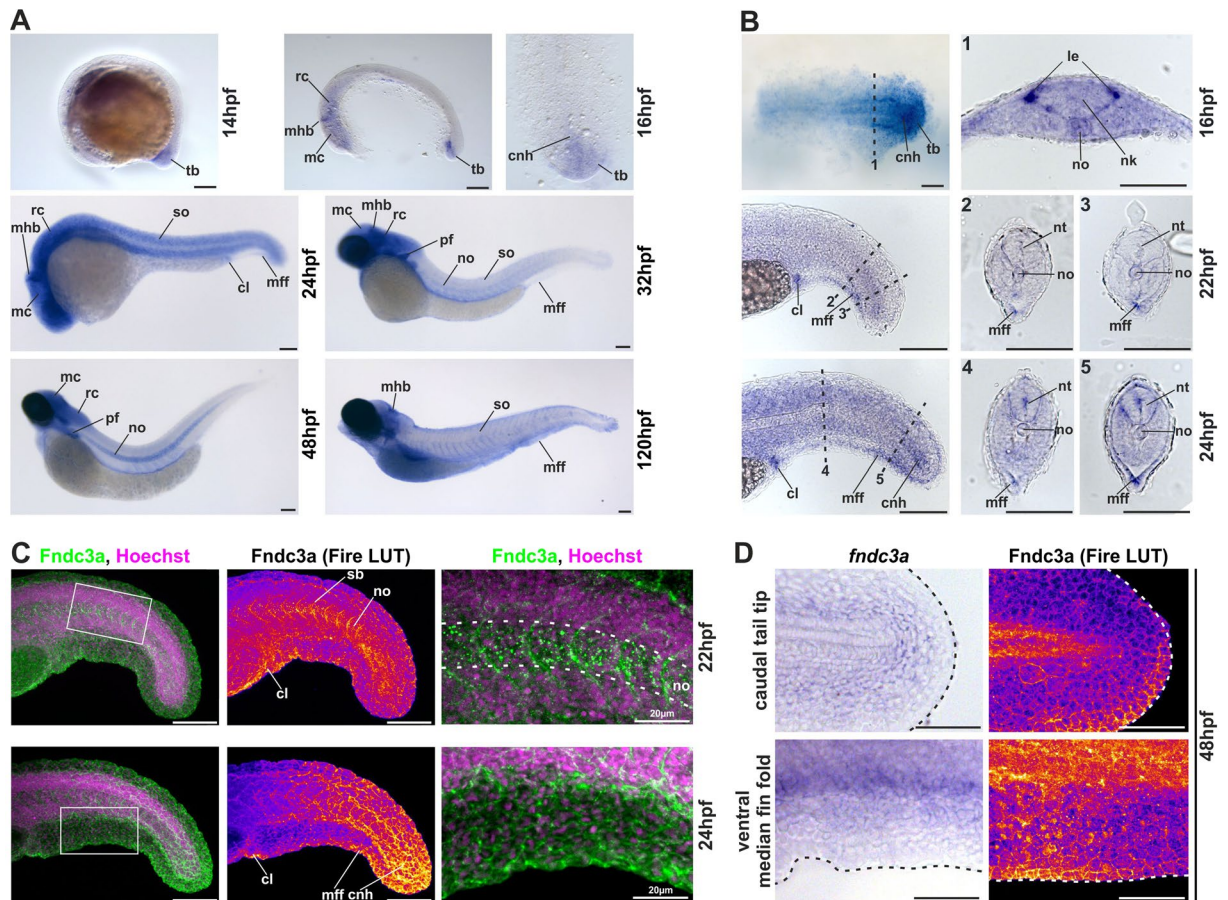 A
14hpf
tb
rc
mhb
mc
tb
cnh
tb
16hpf
rc
mhb
mc
so
cl
mff
24hpf
mc
mhb
rc
pf
no
so
mff
32hpf
mc
rc
pf
no
48hpf
mhb
so
mff
120hpf
B
1
cnh
tb
1
le
no
nk
16hpf
cl
2
mff
3
2
nt
no
mff
3
nt
no
mff
22hpf
cl
4
mff
5
cnh
4
nt
no
mff
5
nt
no
mff
24hpf
C
Fndc3a, Hoechst
Fndc3a (Fire LUT)
Fndc3a, Hoechst
sb
no
cl
no
20µm
22hpf
cl
mff cnh
20µm
24hpf
D
fndc3a
Fndc3a (Fire LUT)
caudal tail tip
ventral
median fin fold
48hpf